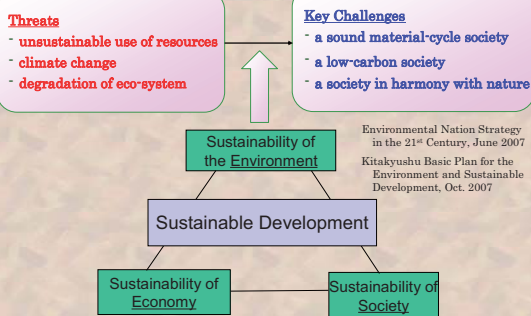 Threats
- unsustainable use of resources
- climate change
- degradation of eco-system
Key Challenges
- a sound material-cycle society
- a low-carbon society
- a society in harmony with nature
Sustainability of
the Environment
Environmental Nation Strategy
in the 21st Century, June 2007
Kitakyushu Basic Plan for the
Environment and Sustainable
Development, Oct. 2007
Sustainable Development
Sustainability of
Economy
Sustainability of
Society